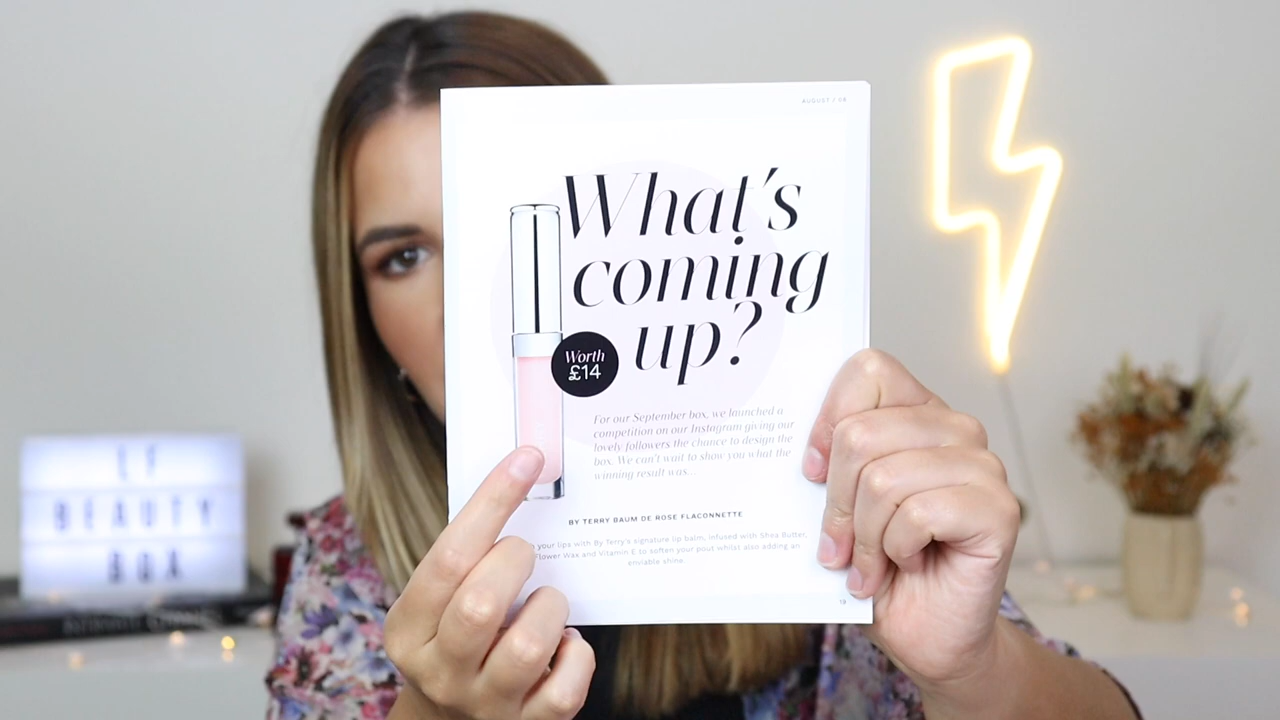 AUGUST / 08
What's
coming
up?
Worth
£14
For our September box, we launched a
competition on our Instagram giving our
lovely followers the chance to design the
box. We can't wait to show you what the
winning result was...
BY TERRY BAUM DE ROSE FLACONNETTE
your lips with By Terry's signature lip balm, infused with Shea Butter,
Flower Wax and Vitamin E to soften your pout whilst also adding an
enviable shine.
9
LF
BEAUTY
BOX